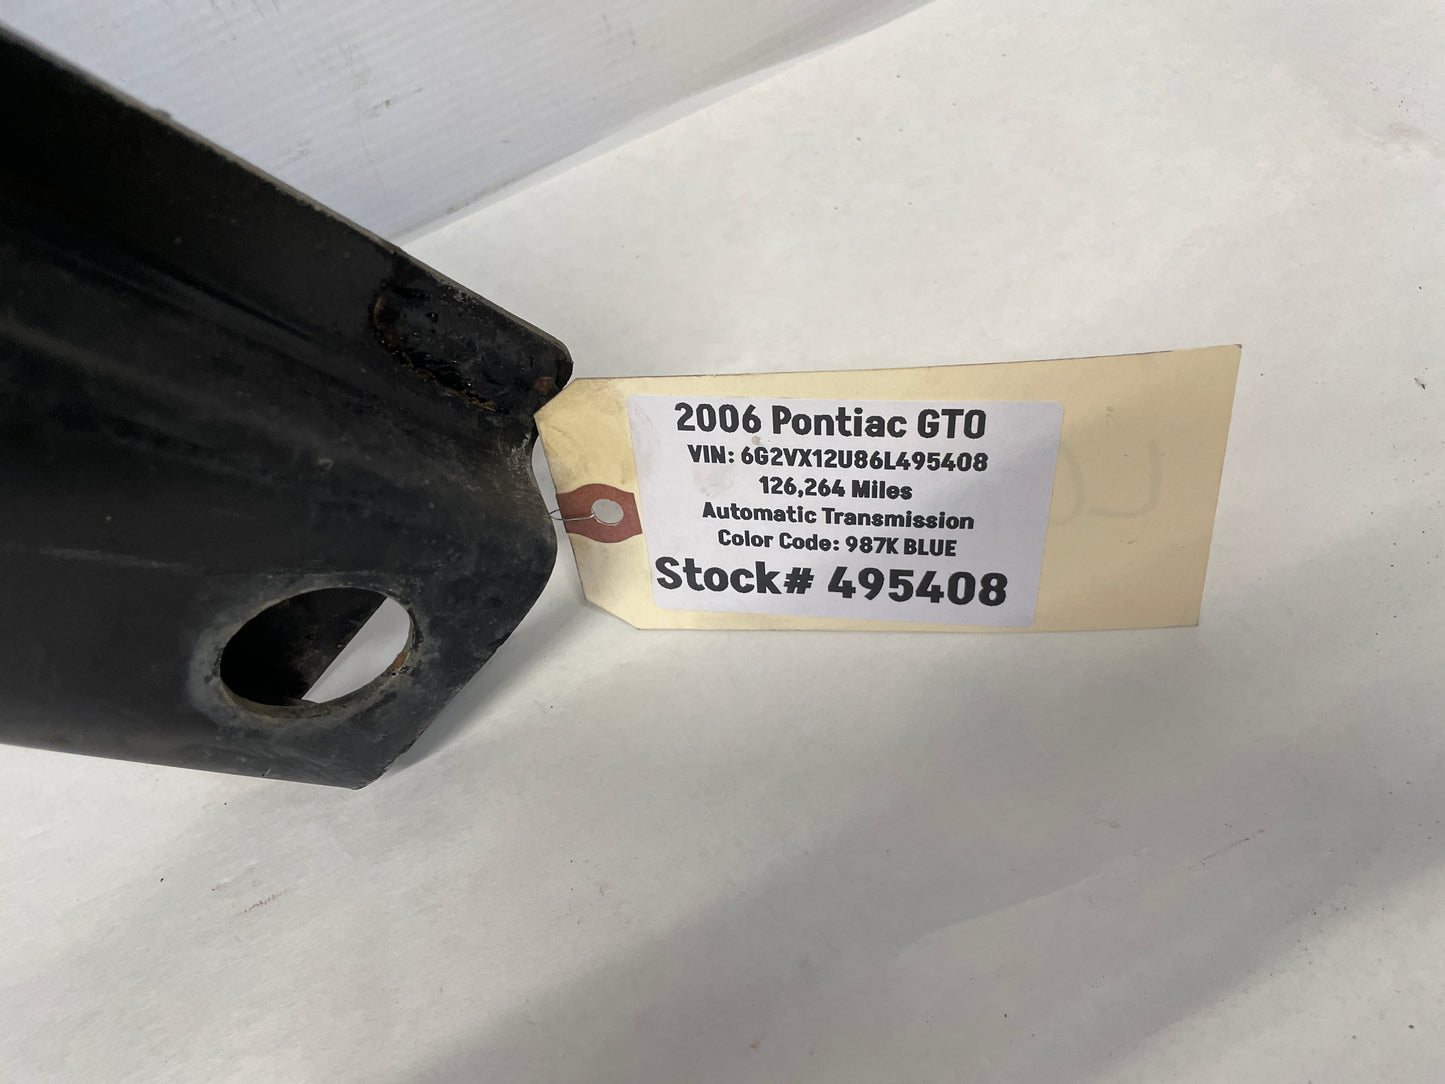 2006 Pontiac GTO
VIN: 6G2VX12U86L495408
126,264 Miles
Automatic Transmission
Color Code: 987K BLUE
Stock# 495408